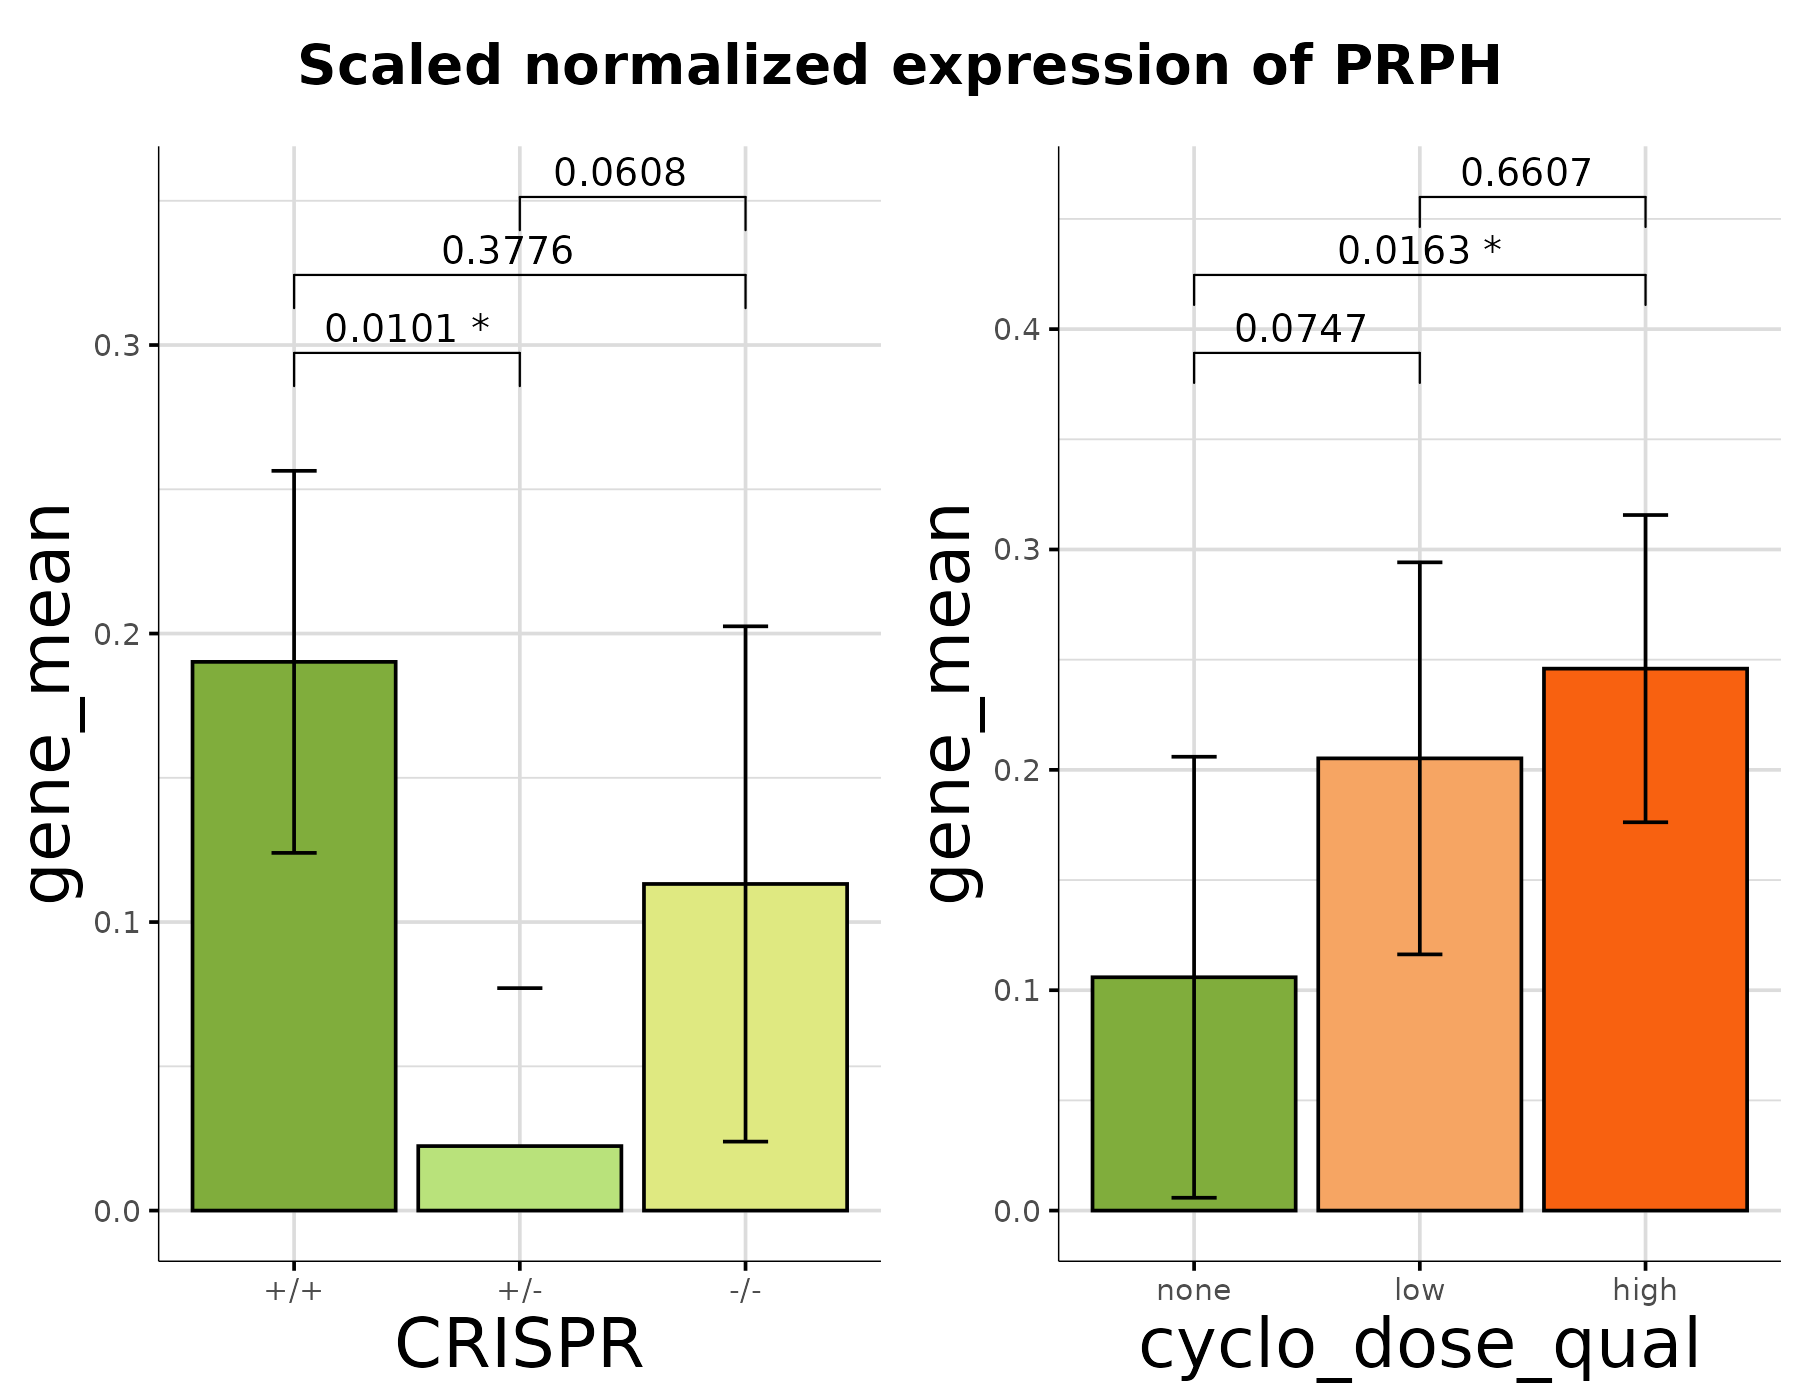 Scaled normalized expression of PRPH
gene_mean
0.3
0.2
0.1
0.0
0.0608
0.3776
0.0101 *
+/+ +/- -/-
CRISPR
gene_mean
0.4
0.3
0.2
0.1
0.0
0.6607
0.0163 *
0.0747
none low high
cyclo_dose_qual